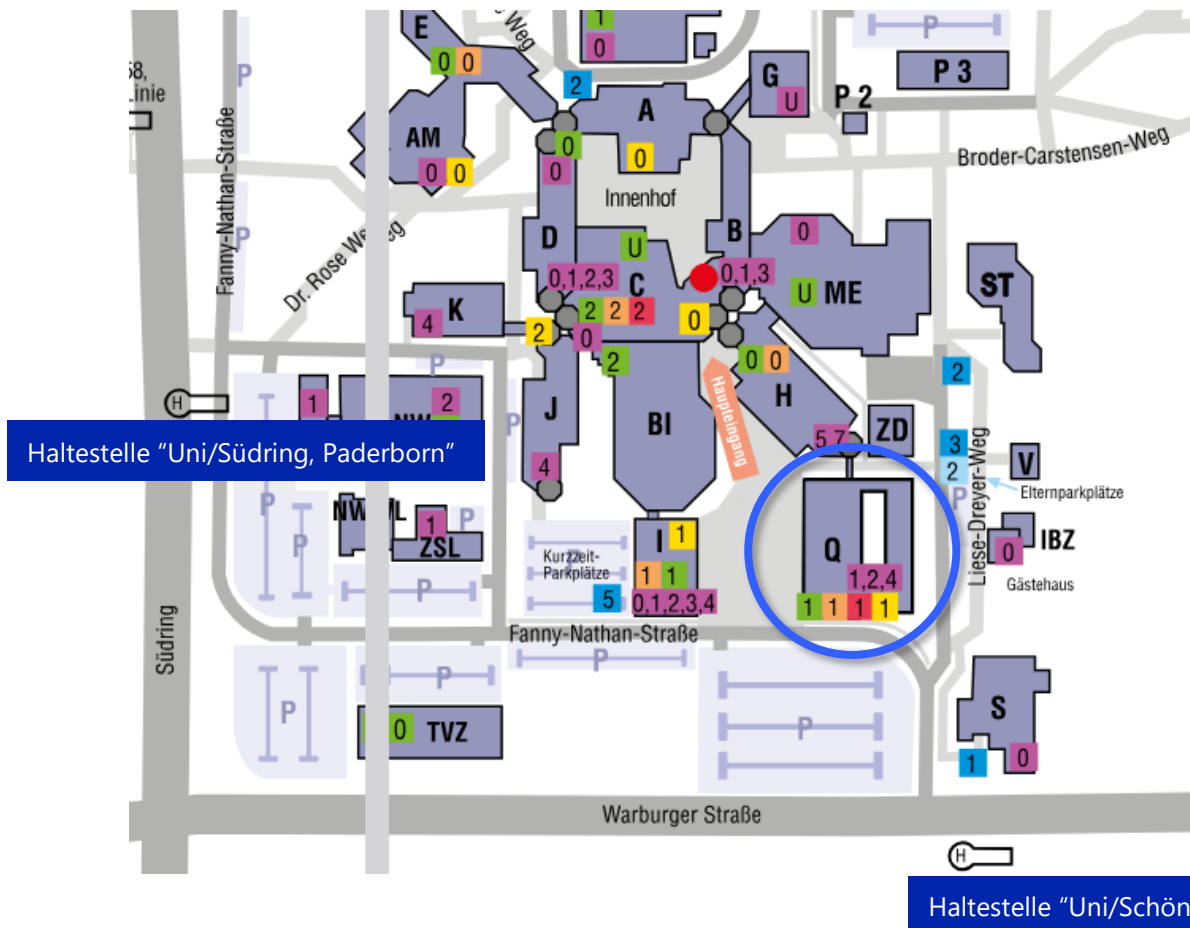 E
e Weg
1
0
P
0 0
2
58,
Linie
P
G
U
P 3
P 2
A
AM
0
0
0
0 0
Broder-Carstensen-Weg
Innenhof
Fanny-Nathan-Straße
P
Dr. Rose
D
U
B
0
0,1,2,3
C
0,1,3
U ME
ST
K
4
2 2 2
0
2
0
2
0 0
P
2
H
1
2
P
J
BI
Haupteingang
H
5
ZD
3
2
V
P
Elternparkplätze
Haltestelle “Uni/Südring, Paderborn”
4
P
P
1
P
ZSL
Kurzzeit-
Parkplätze
P
5
I
1
1 1
0,1,2,3,4
Q
1,2,4
1 1 1 1
Liese-Dreyer-Weg
IBZ
0
Gästehaus
P
Fanny-Nathan-Straße
P
Südring
P
P
0 TVZ
P
S
1
0
Warburger Straße
H
Haltestelle “Uni/Schön